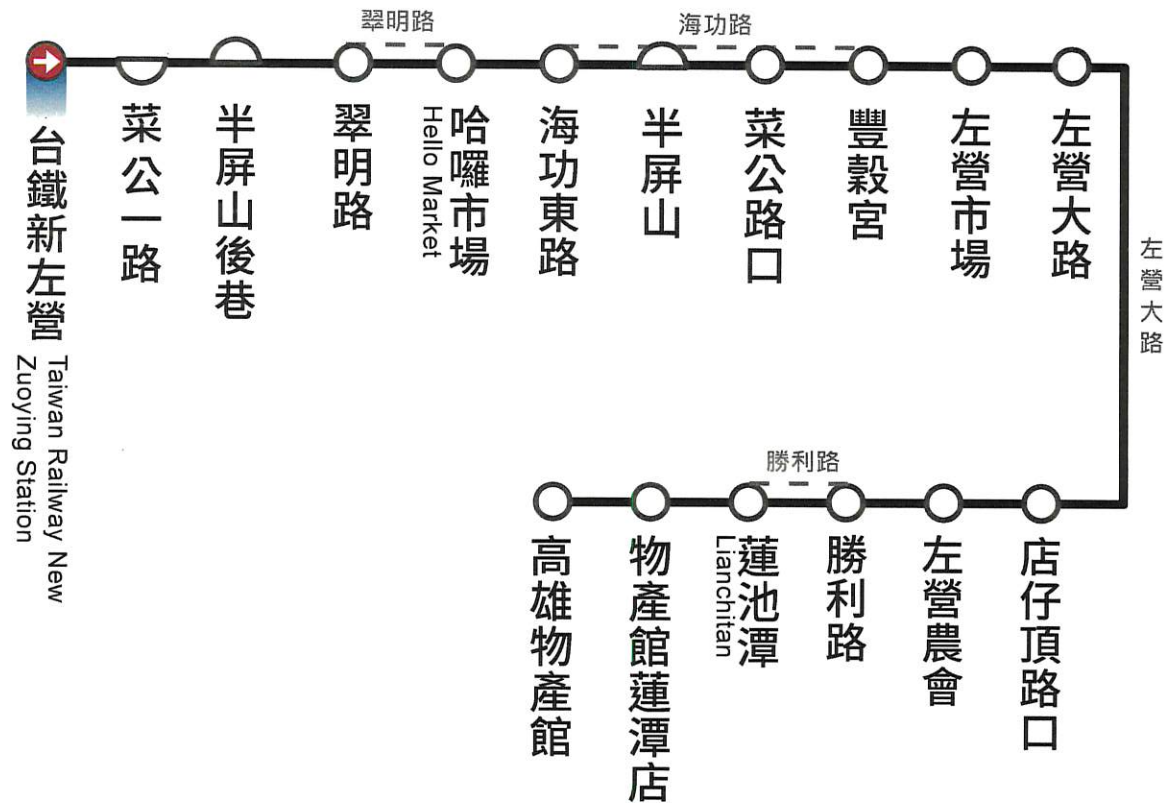 翠明路
海功路
台鐵新左營
Taiwan Railway New
Zuoying Station
菜公一路
半屏山後巷
翠明路
哈囉市場
Hello Market
海功東路
半屏山
菜公路口
豐穀宮
左營市場
左營大路
左營大路
勝利路
店仔頂路口
左營農會
勝利路
蓮池潭
Lianchitan
物產館蓮潭店
高雄物產館